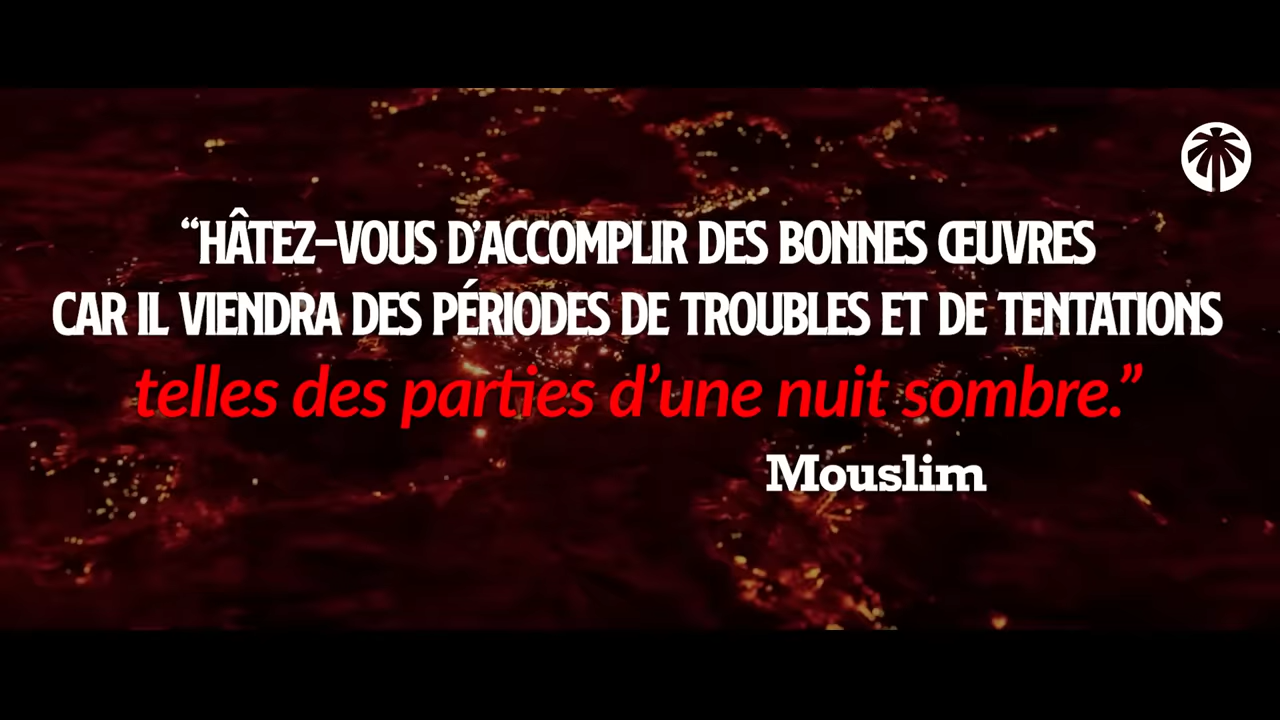 “HÂTEZ-VOUS D’ACCOMPLIR DES BONNES ŒUVRES
CAR IL VIENDRA DES PÉRIODES DE TROUBLES ET DE TENTATIONS
telles des parties d’une nuit sombre.”
Mouslim